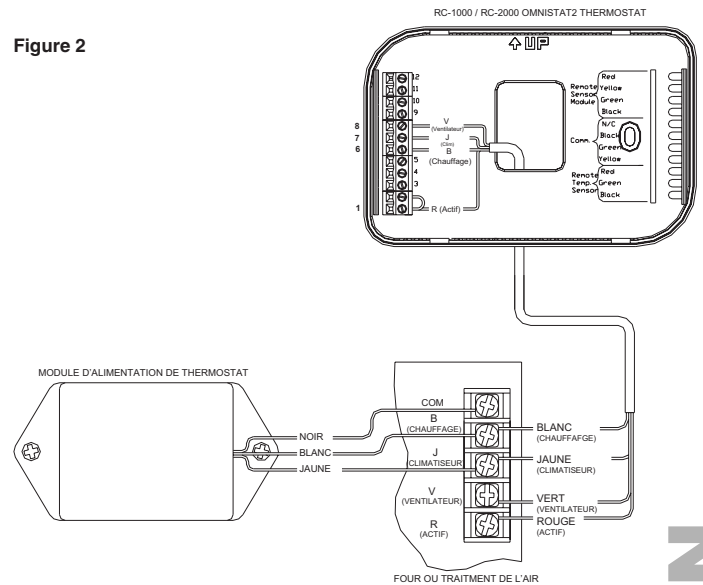 RC-1000 / RC-2000 OMNISTAT2 THERMOSTAT
Figure 2
UP
12
11
10
9
8
7
6
5
4
3
1
V
(Ventilateur)
J
(Clim)
B
(Chauffage)
R (Actif)
Remote
Sensor
Module
Red
Yellow
Green
Black
Comm.
N/C
Black
Green
Yellow
Remote
Temp.
Sensor
Red
Green
Black
MODULE D'ALIMENTATION DE THERMOSTAT
NOIR
BLANC
JAUNE
COM
B
(CHAUFFAGE)
J
(CLIMATISEUR
V
(VENTILATEUR)
R
(ACTIF)
BLANC
(CHAUFFAFGE)
JAUNE
(CLIMATISEUR)
VERT
(VENTILATEUR)
ROUGE
(ACTIF)
FOUR OU TRAITMENT DE L'AIR